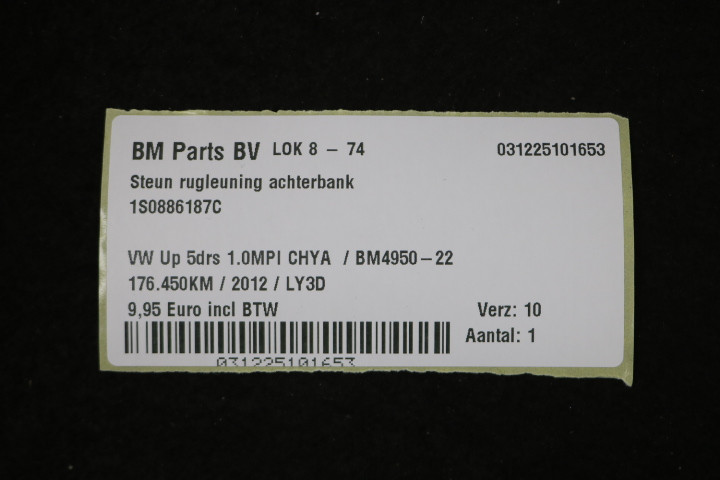 BM Parts BV LOK 8 - 74 031225101653
Steun rugleuning achterbank
1S0886187C
VW Up 5drs 1.0MPI CHYA / BM4950-22
176.450KM / 2012 / LY3D
9,95 Euro incl BTW Verz: 10
Aantal: 1
031225101653